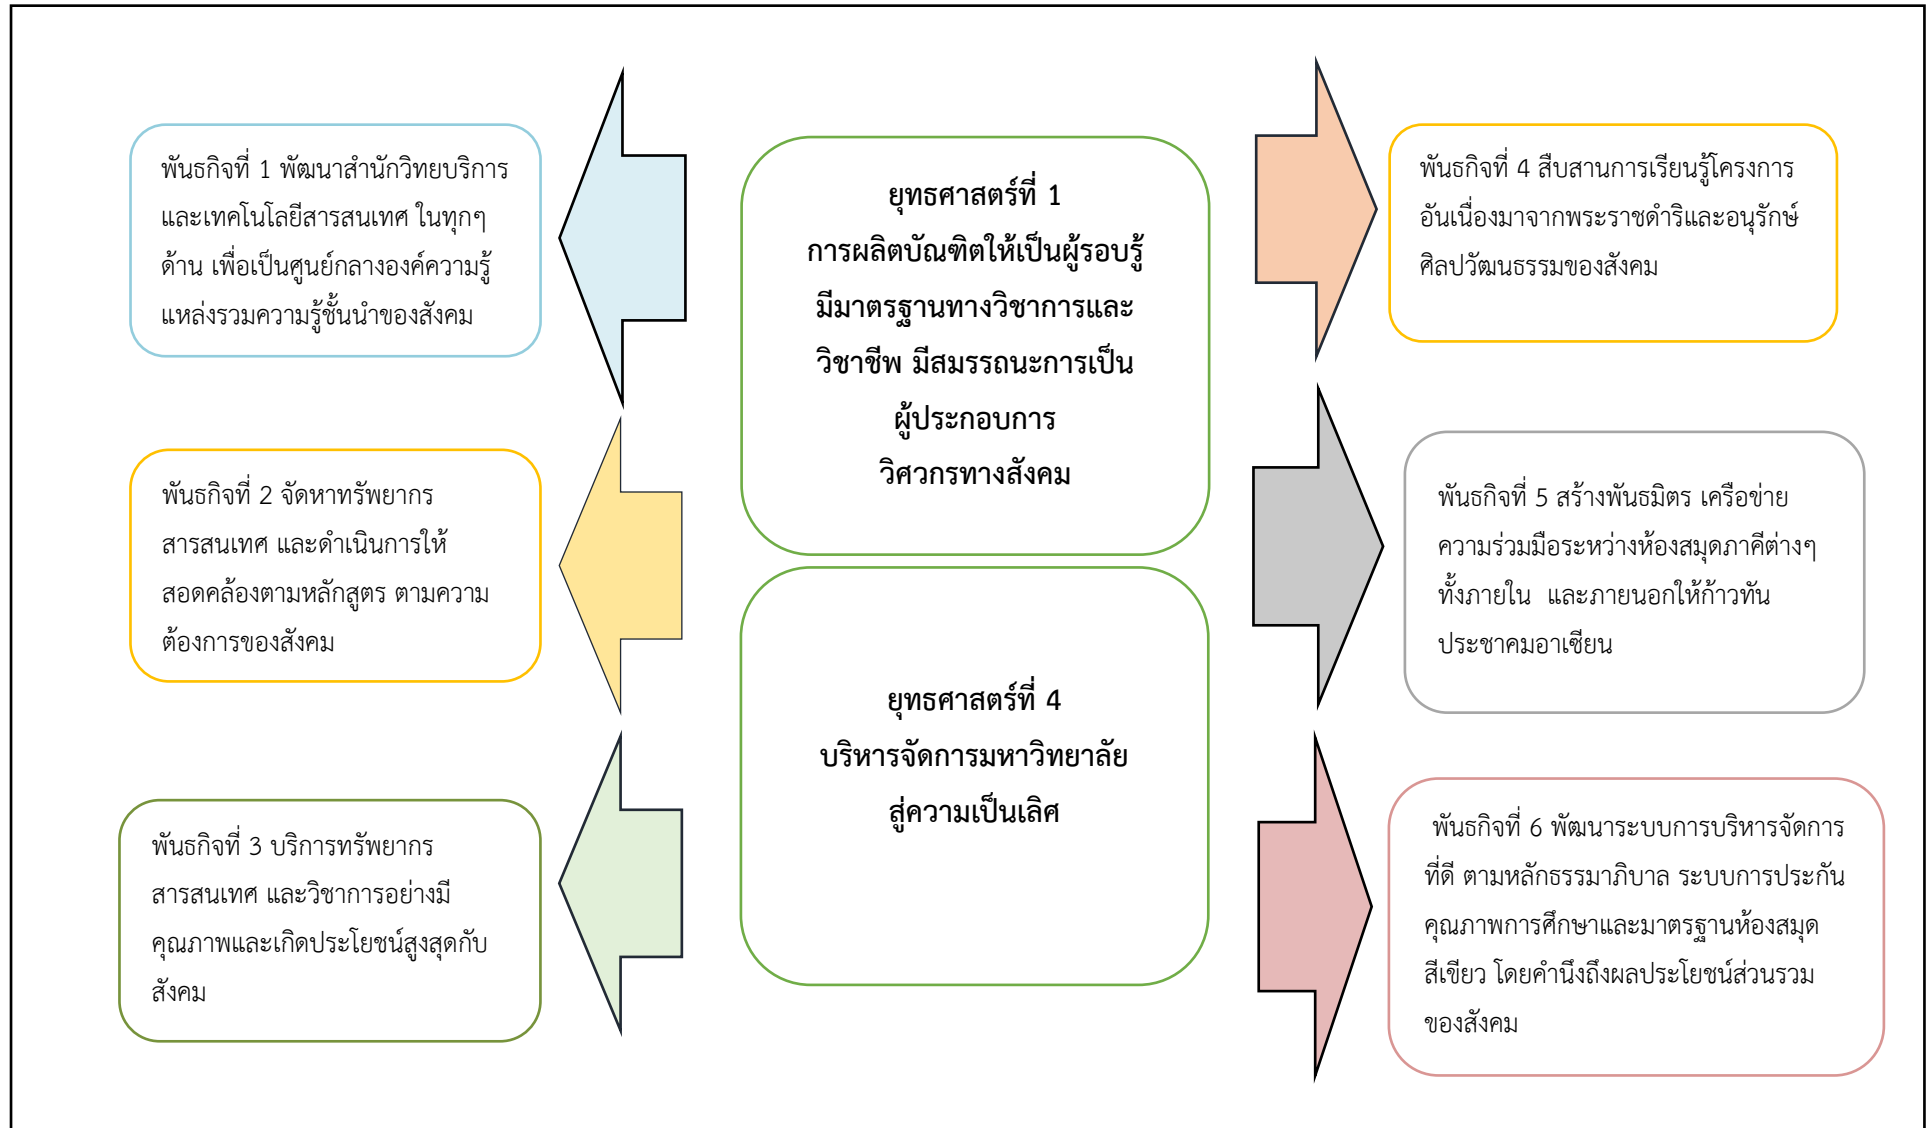 พันธกิจที่ 1 พัฒนาสำนักวิทยบริการ
และเทคโนโลยีสารสนเทศ ในทุกๆ
ด้าน เพื่อเป็นศูนย์กลางองค์ความรู้
แหล่งรวมความรู้ชั้นนำของสังคม
พันธกิจที่ 2 จัดหาทรัพยากร
สารสนเทศ และดำเนินการให้
สอดคล้องตามหลักสูตร ตามความ
ต้องการของสังคม
พันธกิจที่ 3 บริการทรัพยากร
สารสนเทศ และวิชาการอย่างมี
คุณภาพและเกิดประโยชน์สูงสุดกับ
สังคม
ยุทธศาสตร์ที่ 1
การผลิตบัณฑิตให้เป็นผู้รอบรู้
มีมาตรฐานทางวิชาการและ
วิชาชีพ มีสมรรถนะการเป็น
ผู้ประกอบการ
วิศวกรทางสังคม
ยุทธศาสตร์ที่ 4
บริหารจัดการมหาวิทยาลัย
สู่ความเป็นเลิศ
พันธกิจที่ 4 สืบสานการเรียนรู้โครงการ
อันเนื่องมาจากพระราชดำริและอนุรักษ์
ศิลปวัฒนธรรมของสังคม
พันธกิจที่ 5 สร้างพันธมิตร เครือข่าย
ความร่วมมือระหว่างห้องสมุดภาคีต่างๆ
ทั้งภายใน และภายนอกให้ก้าวทัน
ประชาคมอาเซียน
พันธกิจที่ 6 พัฒนาระบบการบริหารจัดการ
ที่ดี ตามหลักธรรมาภิบาล ระบบการประกัน
คุณภาพการศึกษาและมาตรฐานห้องสมุด
สีเขียว โดยคำนึงถึงผลประโยชน์ส่วนรวม
ของสังคม